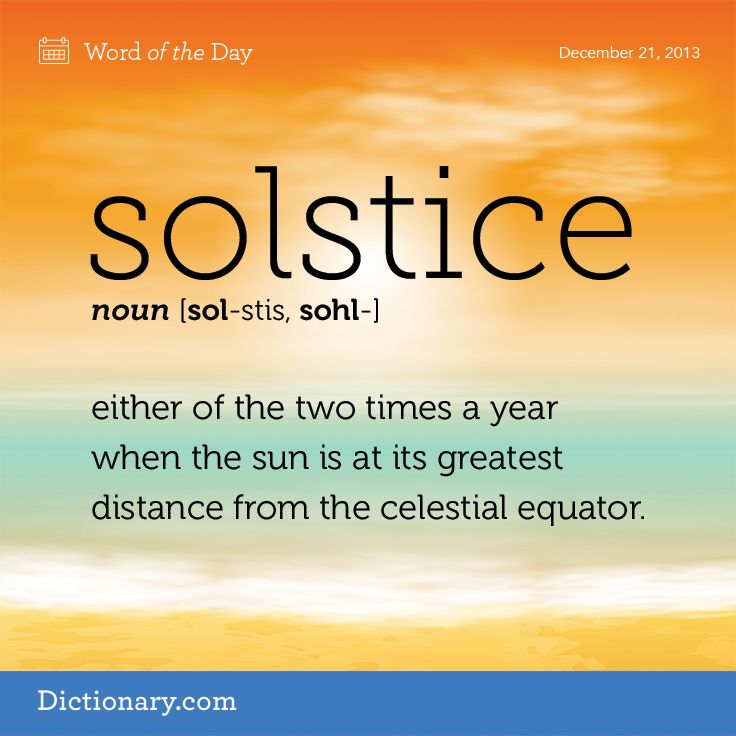 Word of the Day
December 21, 2013
solstice
noun [sol-stis, sohl-]
either of the two times a year
when the sun is at its greatest
distance from the celestial equator.
Dictionary.com